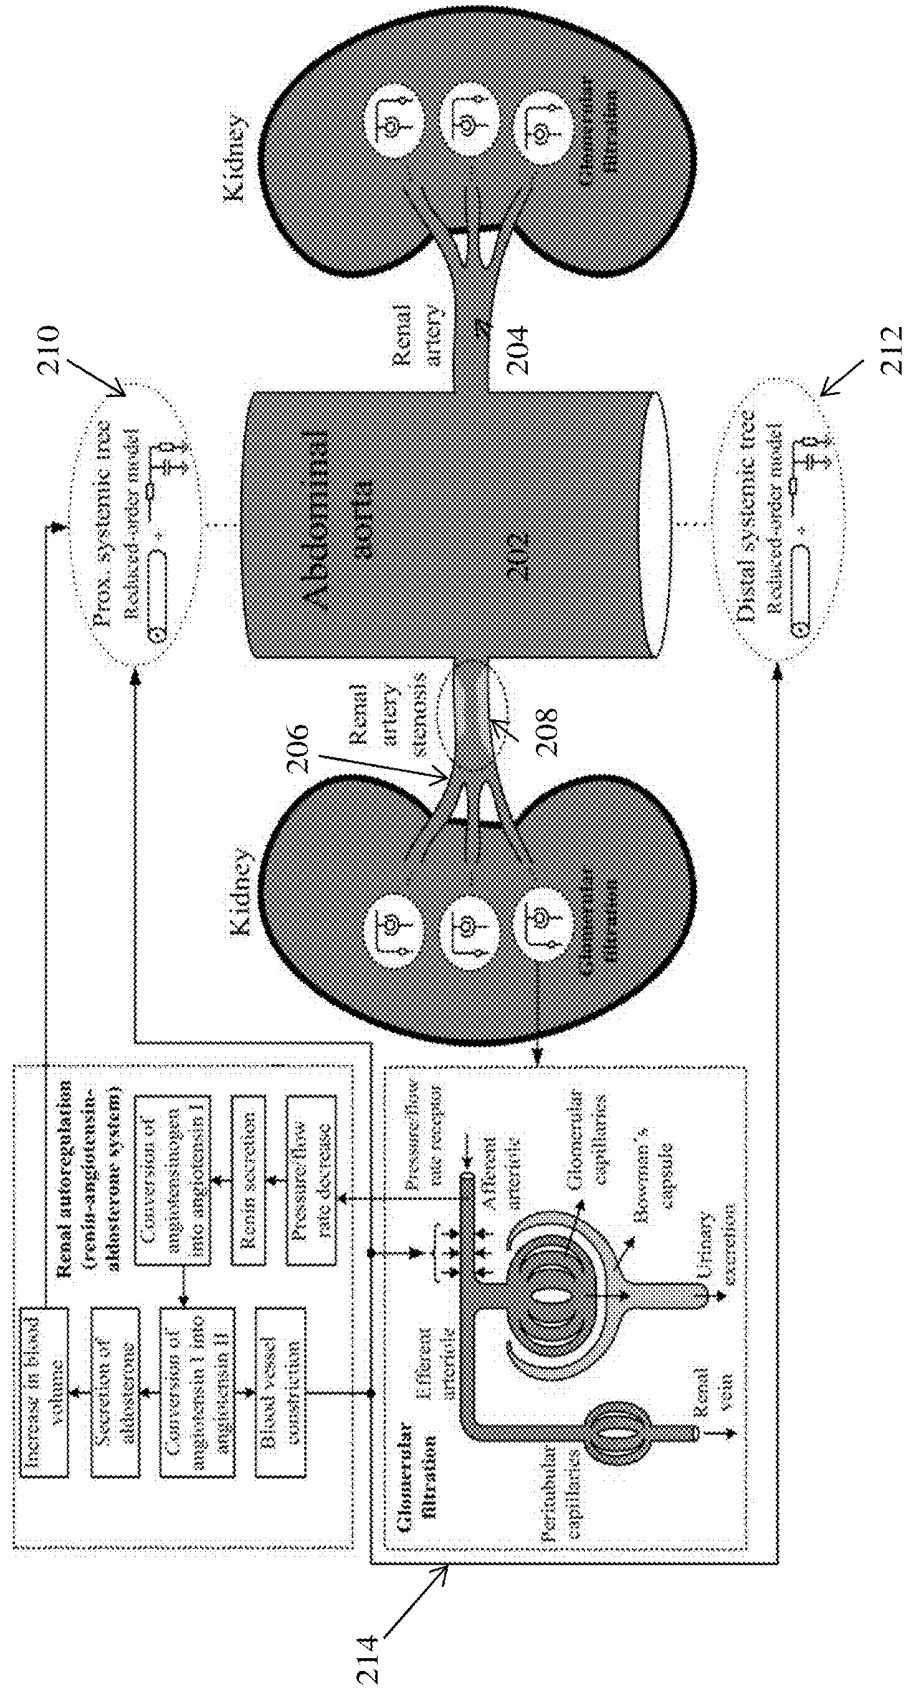 Increase in blood
volume
Secretion of
aldosterone
Conversion of
angiotensin I into
angiotensin II
Blood vessel
constriction
Renal autoregulation
(renin-angiotensin-
aldosterone system)
Conversion of
angiotensinogen
into angiotensin I
Renin secretion
Pressure/flow
rate decrease
Glomerular
filtration
Efferent
arteriole
Pressure/flow
rate receptor
Afferent
arteriole
Glomerular
capillaries
Bowman's
capsule
Peritubular
capillaries
Renal
vein
Urinary
excretion
214
Kidney
Glomerular
filtration
206
Renal
artery
stenosis
208
Prox. systemic tree
Reduced-order model
+
210
Abdominal
aorta
202
Distal systemic tree
Reduced-order model
+
212
Renal
artery
204
Kidney
Glomerular
filtration